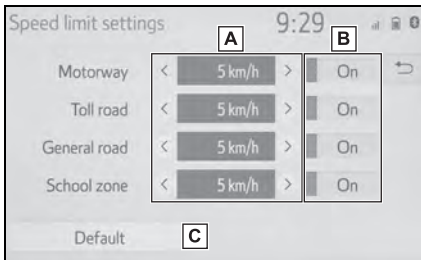 Speed limit settings 9:29
A B
Motorway < 5 km/h > On
Toll road < 5 km/h > On
General road < 5 km/h > On
School zone < 5 km/h > On
Default C